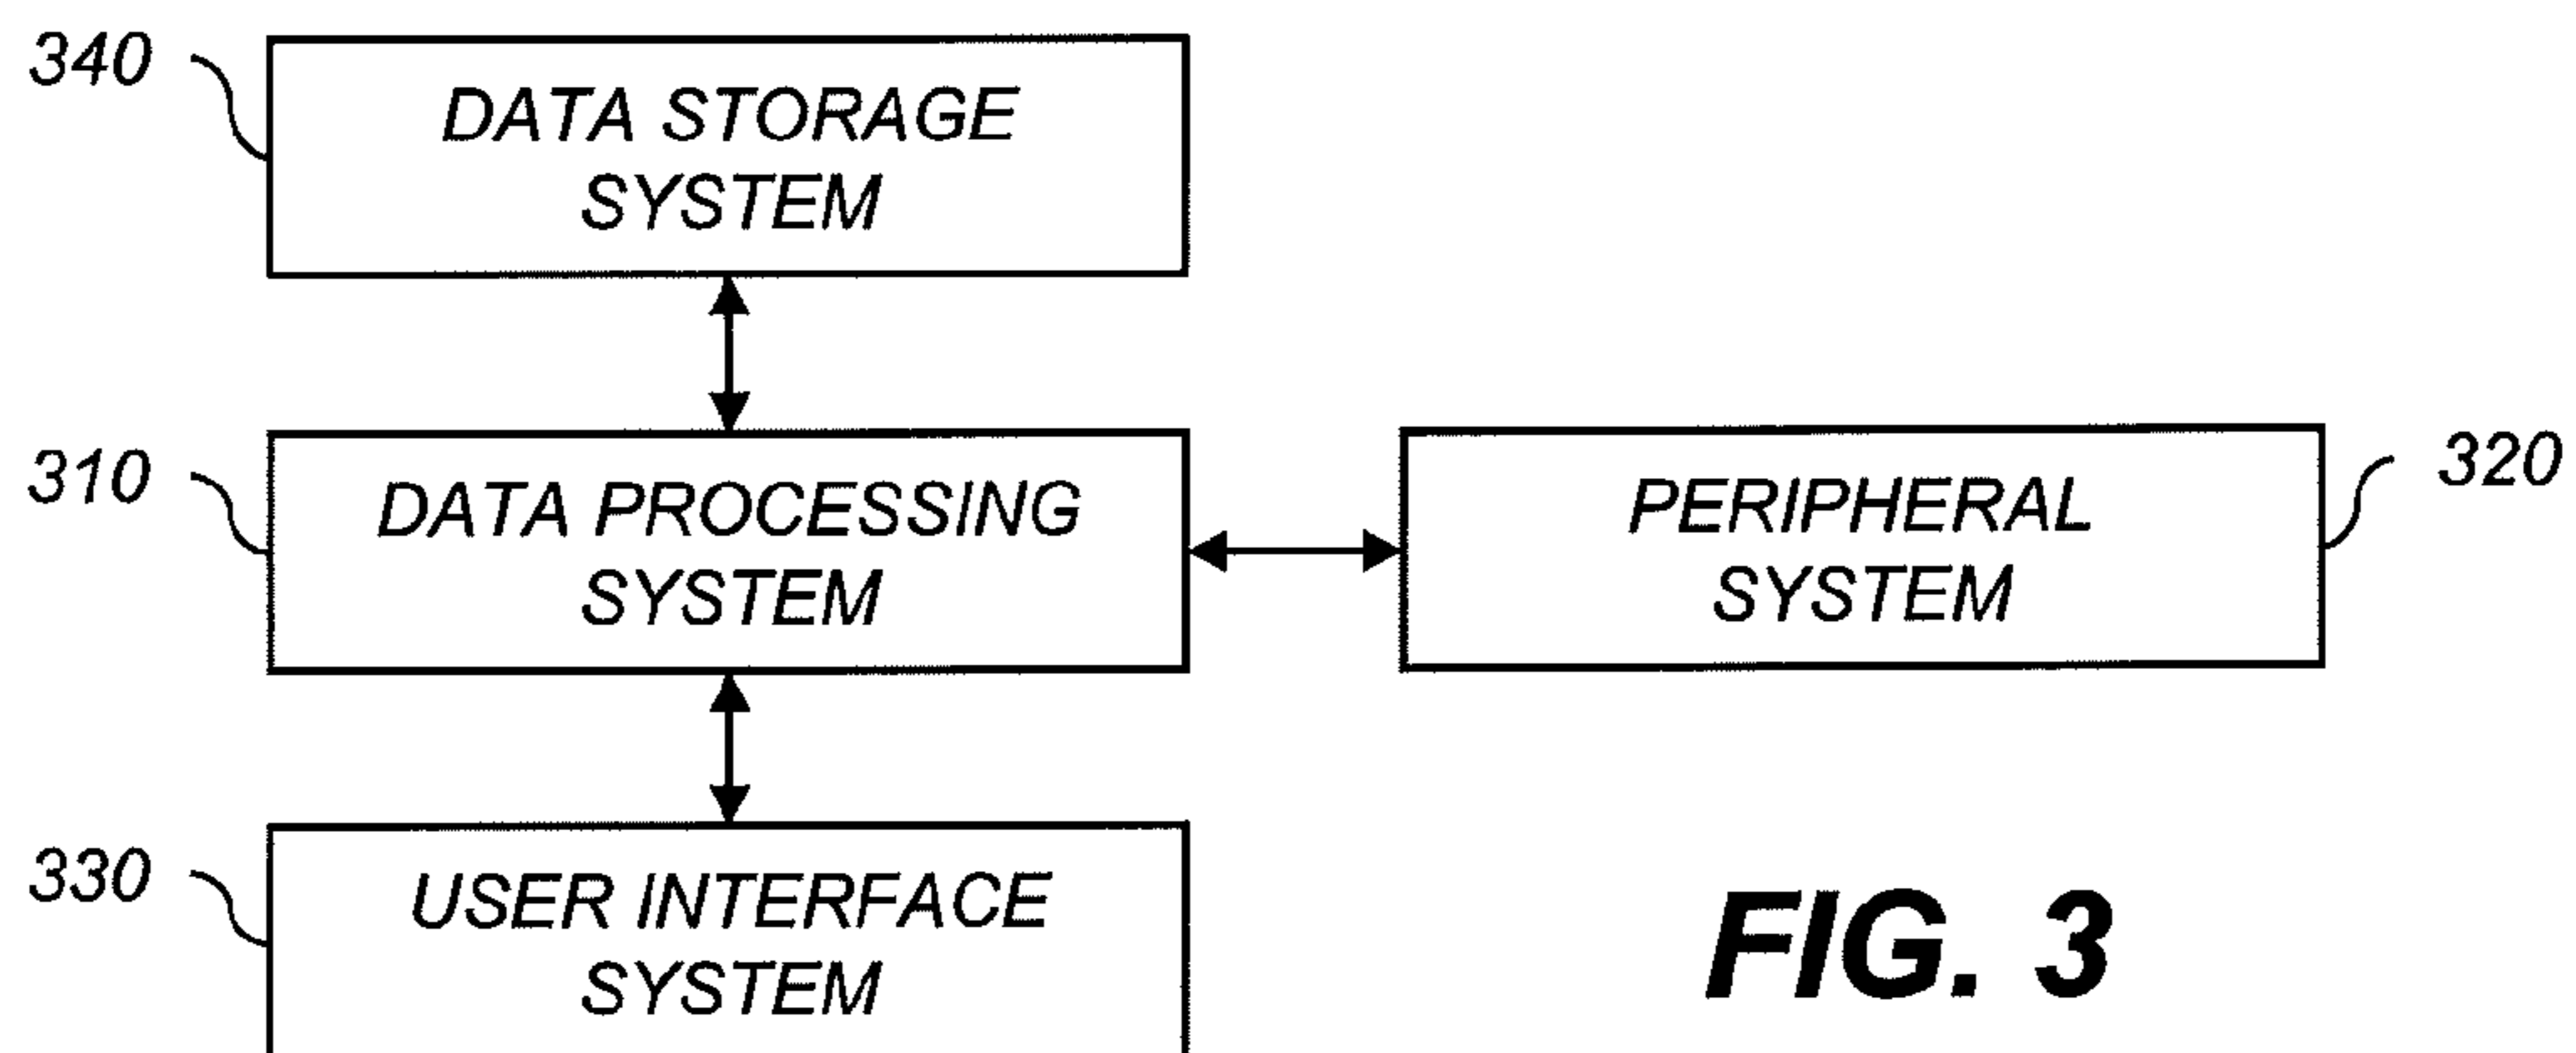 340
DATA STORAGE
SYSTEM
310
DATA PROCESSING
SYSTEM
PERIPHERAL
SYSTEM
320
330
USER INTERFACE
SYSTEM
FIG. 3